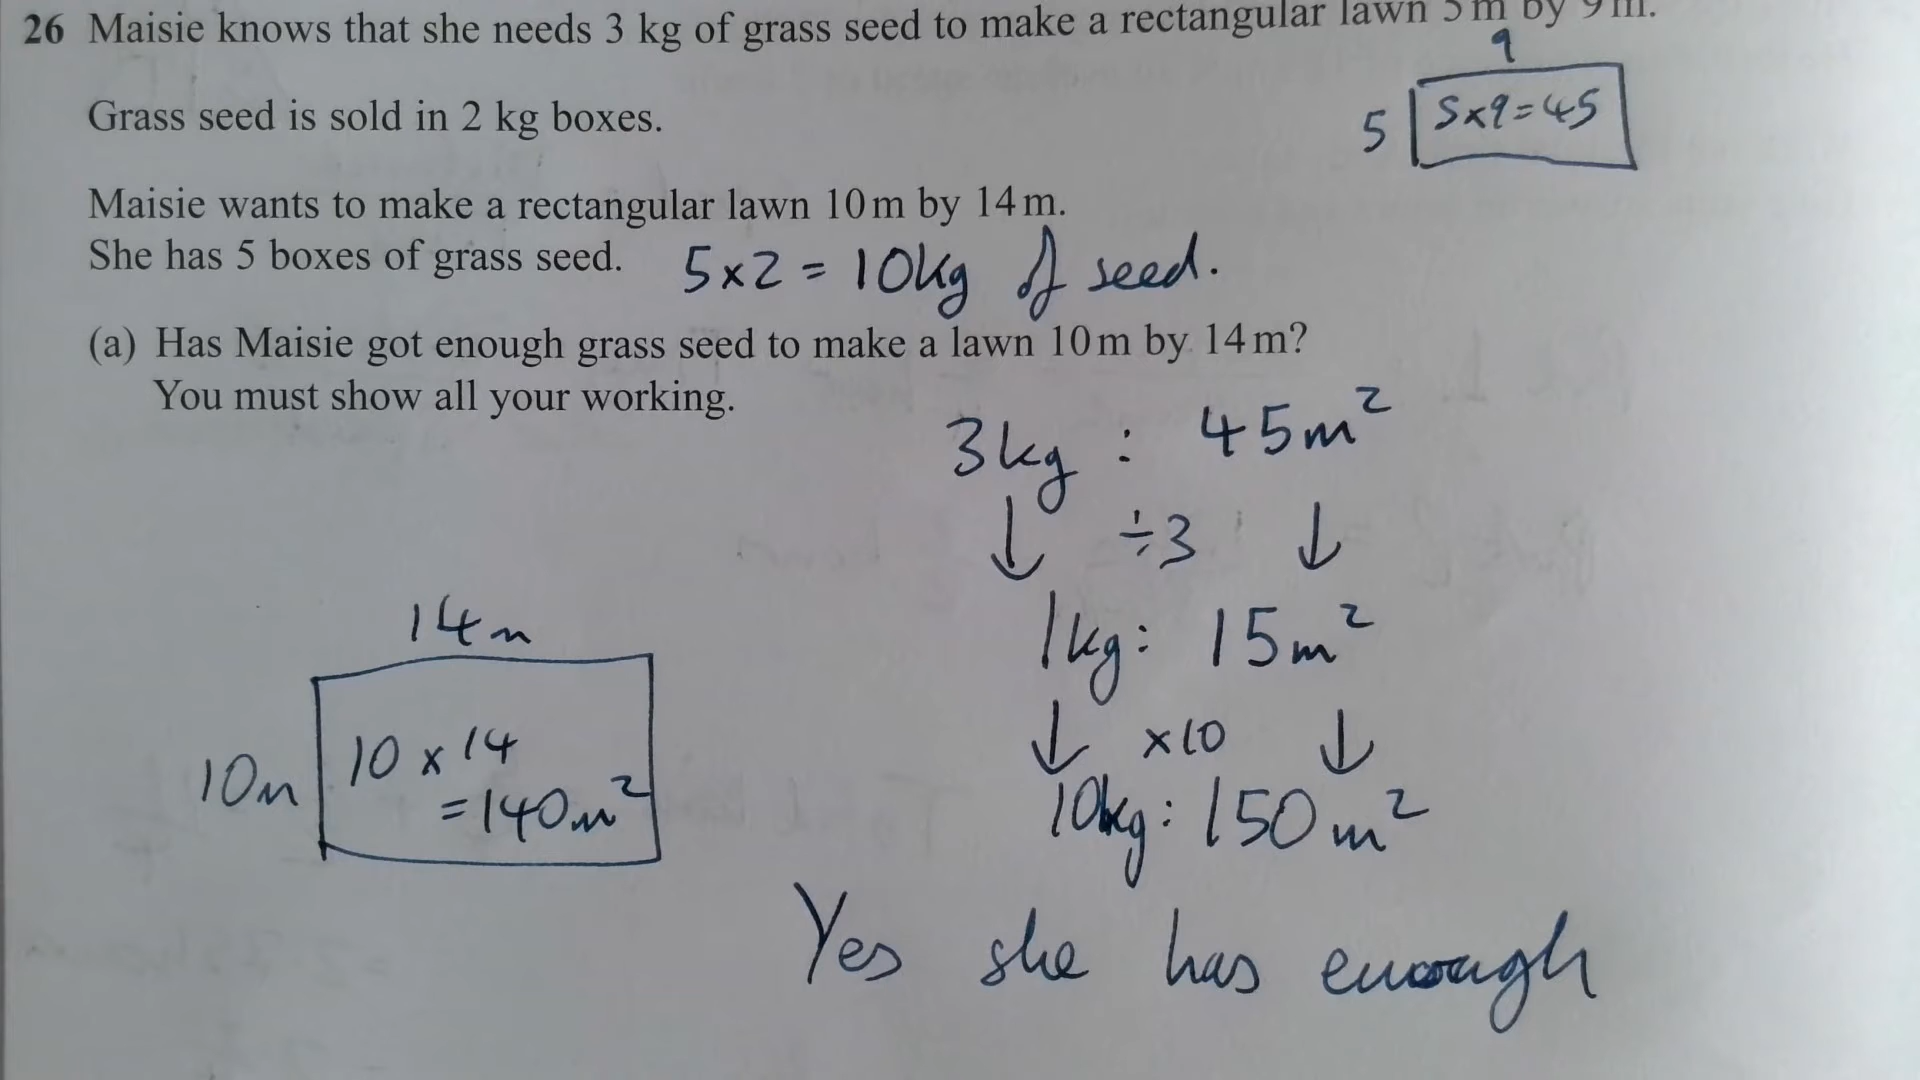 26 Maisie knows that she needs 3 kg of grass seed to make a rectangular lawn 5 m by 9 m.
9
Grass seed is sold in 2 kg boxes.
5 5x9=45
Maisie wants to make a rectangular lawn 10 m by 14 m.
She has 5 boxes of grass seed. 5x2 = 10kg of seed.
(a) Has Maisie got enough grass seed to make a lawn 10 m by 14 m?
You must show all your working.
3kg : 45m²
↓ ÷3 ↓
14m
1kg: 15m²
10m 10 x 14
= 140m²
↓ x10 ↓
10kg: 150m²
Yes she has enough